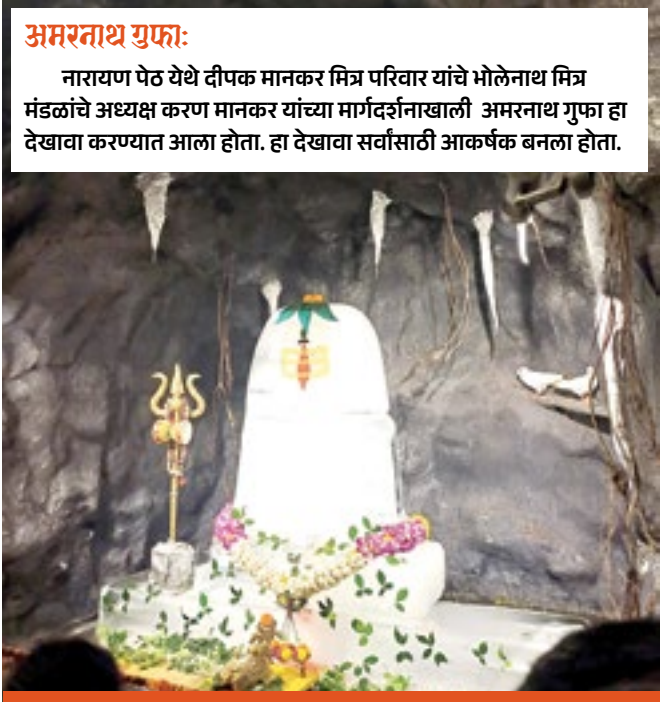 अमरनाथ गुफा:
नारायण पेठ येथे दीपक मानकर मित्र परिवार यांचे भोलेनाथ मित्र
मंडळांचे अध्यक्ष करण मानकर यांच्या मार्गदर्शनाखाली अमरनाथ गुफा हा
देखावा करण्यात आला होता. हा देखावा सर्वांसाठी आकर्षक बनला होता.